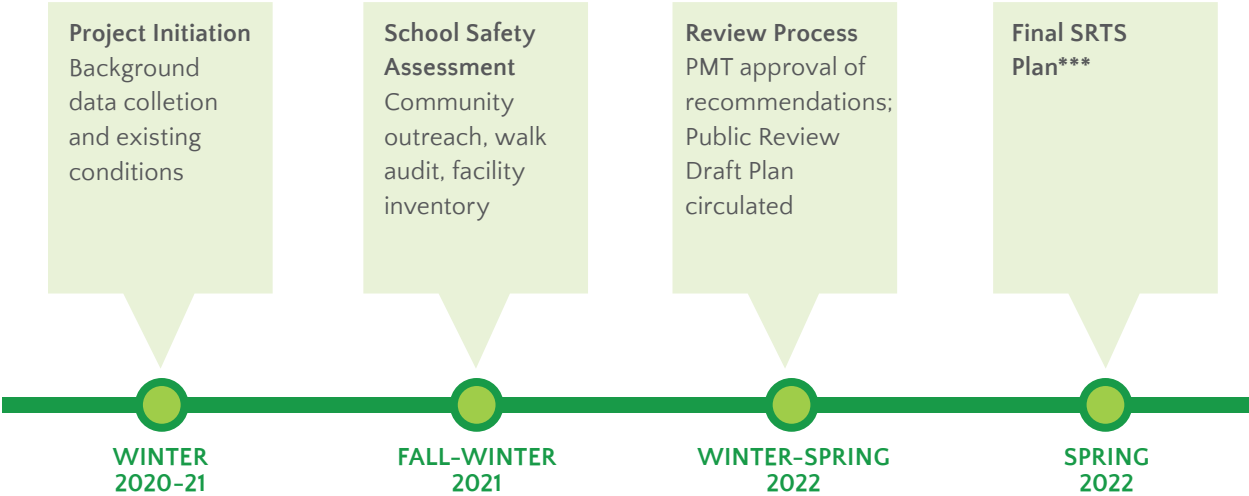 Project Initiation
Background
data colletion
and existing
conditions
School Safety
Assessment
Community
outreach, walk
audit, facility
inventory
Review Process
PMT approval of
recommendations;
Public Review
Draft Plan
circulated
Final SRTS
Plan***
WINTER
2020-21
FALL-WINTER
2021
WINTER-SPRING
2022
SPRING
2022